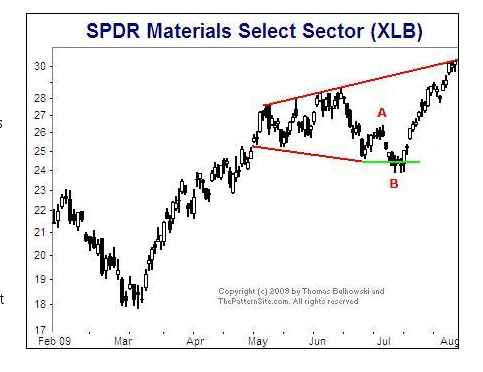 SPDR Materials Select Sector (XLB)
30
28
27
26
25
24
23
22
21
20
19
18
17
A
B
Copyright (c) 2009 by Thomas Bulkowski and
ThePatternSite.com. All rights reserved
Feb 09 Mar Apr May Jun Jul Aug
s
t